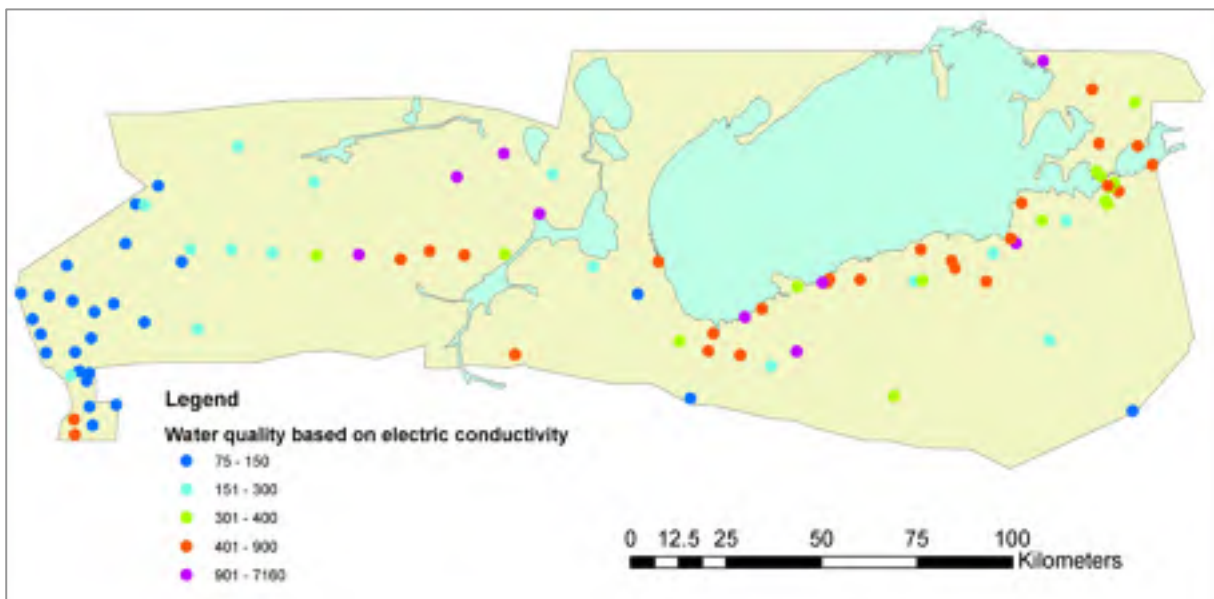 Legend
Water quality based on electric conductivity
75 - 150
151 - 300
301 - 400
401 - 900
901 - 7160
0 12.5 25 50 75 100
Kilometers